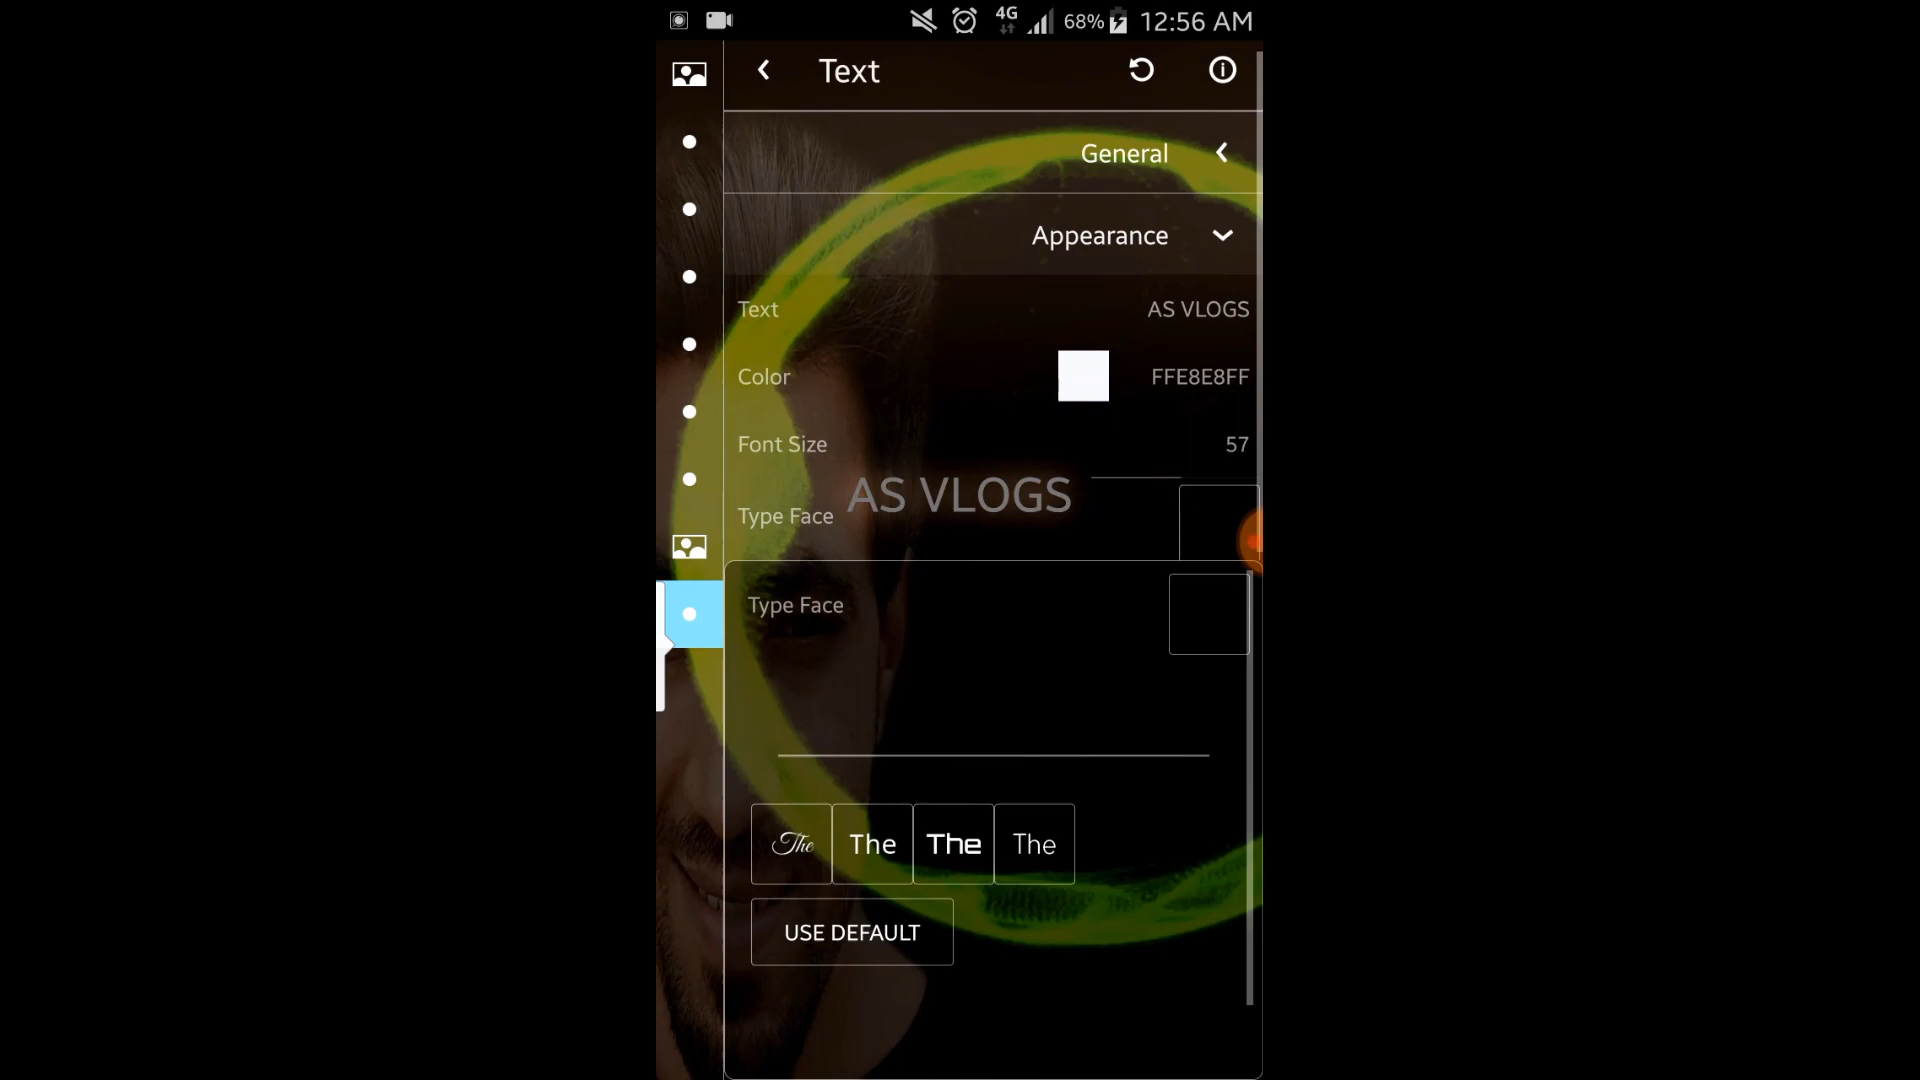 4G 68% 12:56 AM
Text
General
Appearance
Text AS VLOGS
Color FFE8E8FF
Font Size 57
AS VLOGS
Type Face
Type Face
The The The The
USE DEFAULT